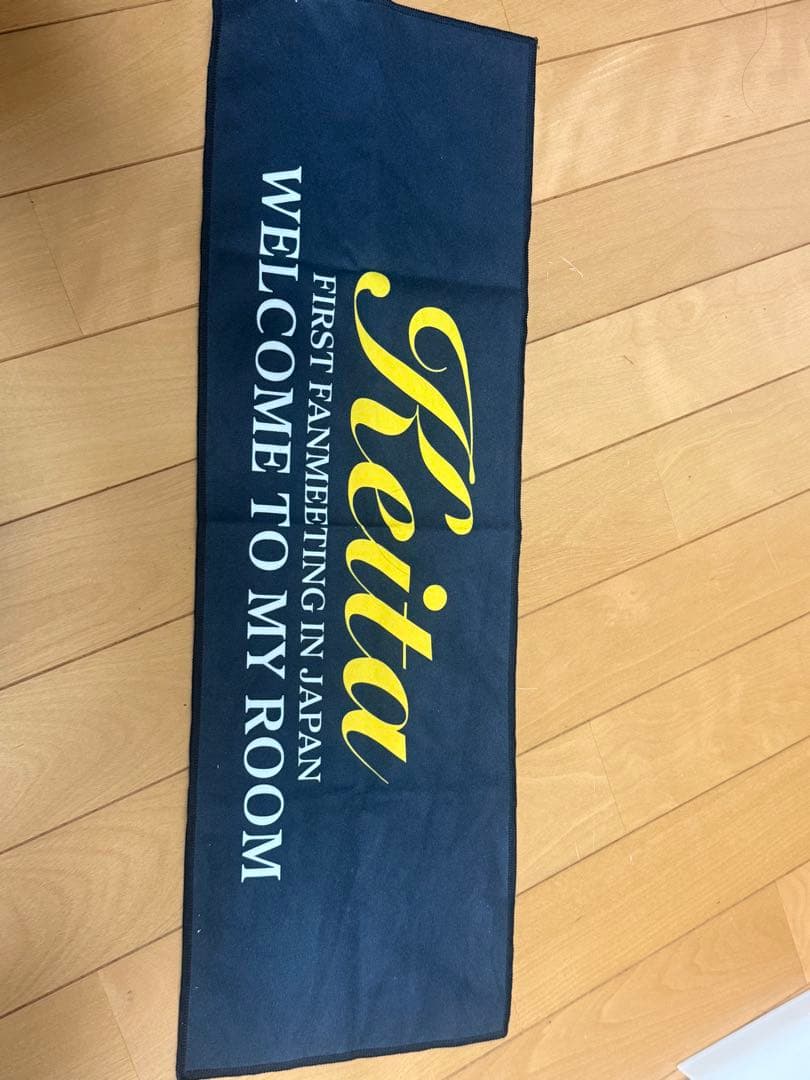 Keita
FIRST FANMEETING IN JAPAN
WELCOME TO MY ROOM